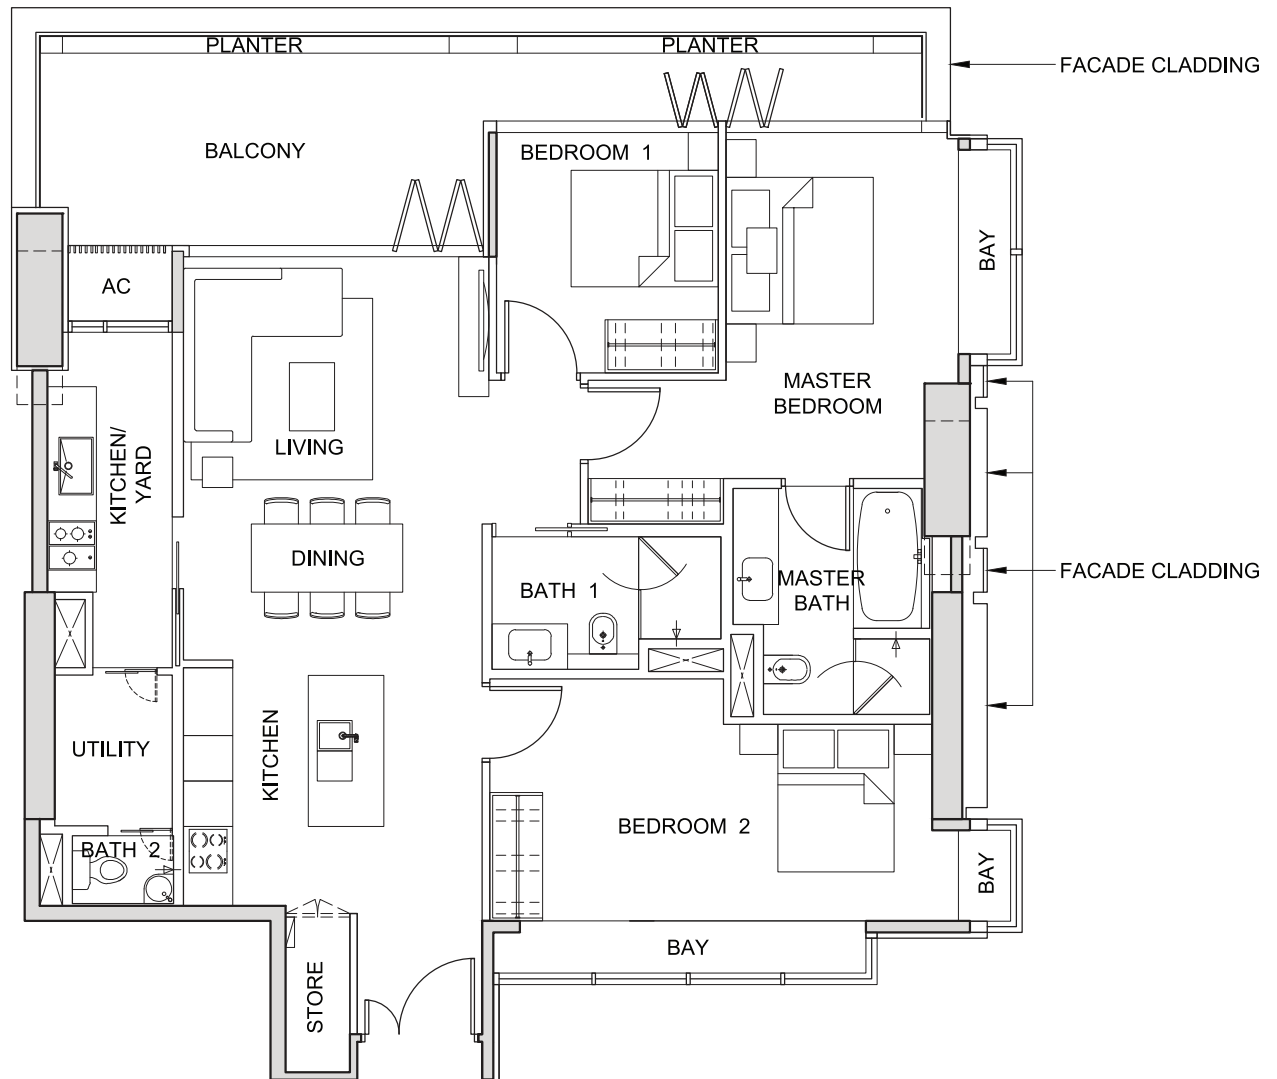 PLANTER
PLANTER
FACADE CLADDING
BALCONY
BEDROOM 1
BAY
AC
MASTER
BEDROOM
LIVING
KITCHEN/
YARD
DINING
BATH 1
MASTER
BATH
FACADE CLADDING
UTILITY
KITCHEN
BEDROOM 2
BATH 2
BAY
BAY
STORE